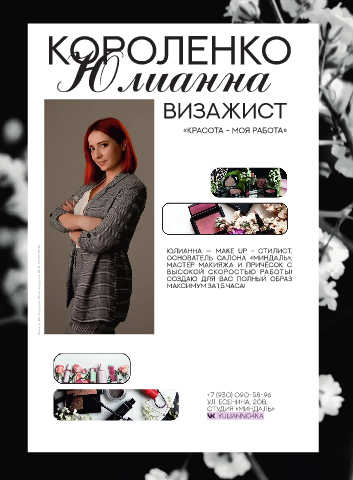 КОРОЛЕНКО
Юлианна
ВИЗАЖИСТ
«КРАСОТА - МОЯ РАБОТА»
ЮЛИАННА — MAKE UP - СТИЛИСТ,
ОСНОВАТЕЛЬ САЛОНА «МИНДАЛЬ»,
МАСТЕР МАКИЯЖА И ПРИЧЕСОК С
ВЫСОКОЙ СКОРОСТЬЮ РАБОТЫ!
СОЗДАЮ ДЛЯ ВАС ПОЛНЫЙ ОБРАЗ
МАКСИМУМ ЗА 1,5 ЧАСА!
+7 (930) 090-58-96
УЛ. ЕСЕНИНА, 20В,
СТУДИЯ «МИНДАЛЬ»
YULIANNCHKA